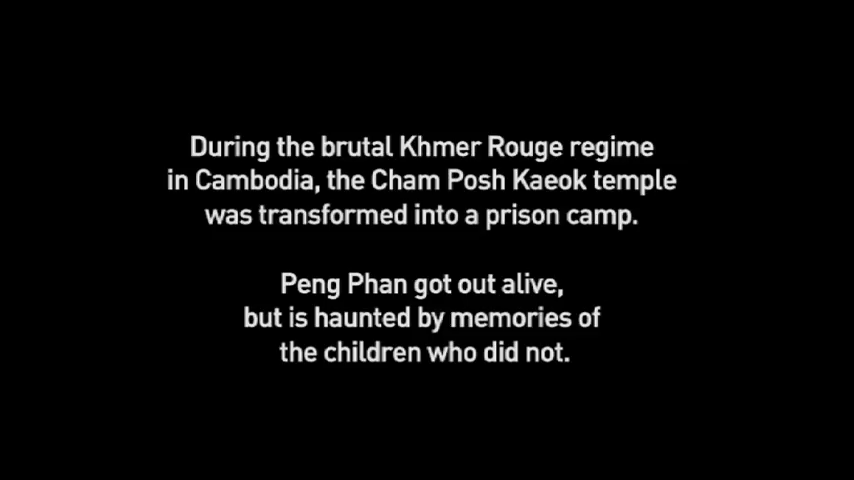 During the brutal Khmer Rouge regime
in Cambodia, the Cham Posh Kaeok temple
was transformed into a prison camp.
Peng Phan got out alive,
but is haunted by memories of
the children who did not.